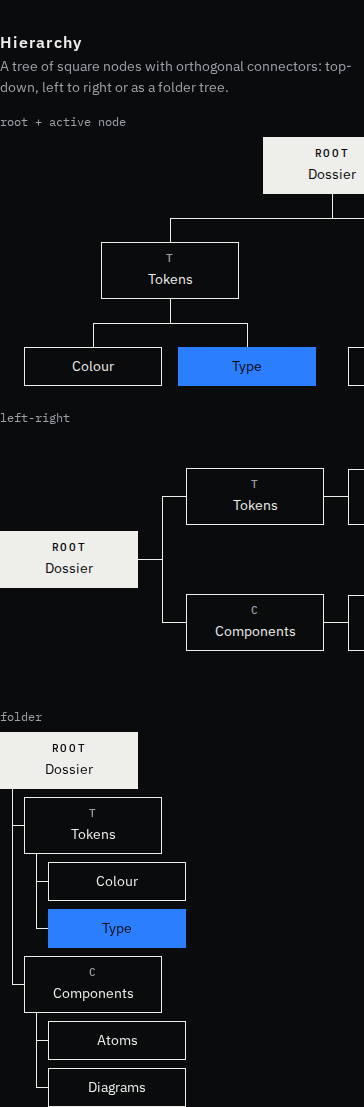 Hierarchy
A tree of square nodes with orthogonal connectors: top-
down, left to right or as a folder tree.
root + active node
ROOT
Dossier
T
Tokens
Colour
Type
left-right
T
Tokens
ROOT
Dossier
C
Components
folder
ROOT
Dossier
T
Tokens
Colour
Type
C
Components
Atoms
Diagrams